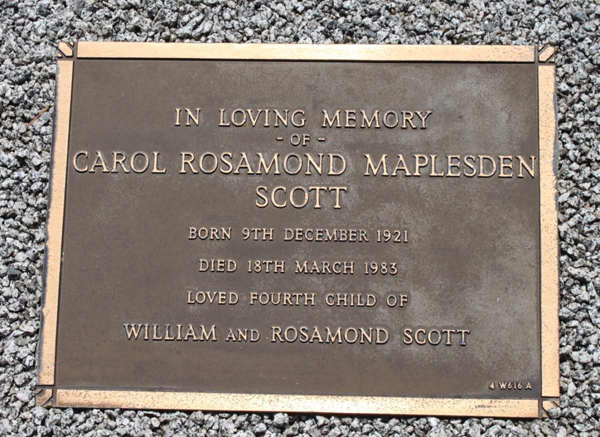 IN LOVING MEMORY
- OF -
CAROL ROSAMOND MAPLESDEN
SCOTT
BORN 9TH DECEMBER 1921
DIED 18TH MARCH 1983
LOVED FOURTH CHILD OF
WILLIAM AND ROSAMOND SCOTT
4 W616 A